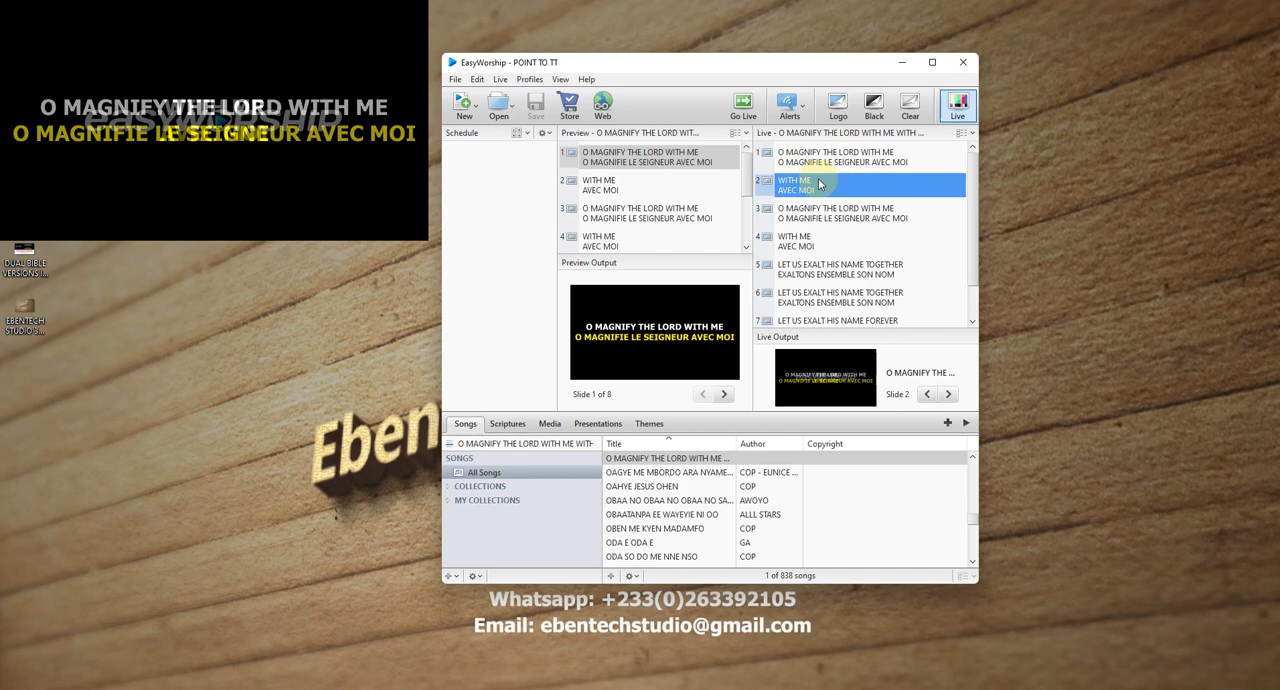 O MAGNIFY THE LORD WITH ME
O MAGNIFIE LE SEIGNEUR AVEC MOI
DUAL BIBLE
VERSIONS I...
EBENTECH
STUDIO 3...
Eben
EasyWorship - POINT TO TT
File Edit Live Profiles View Help
New Open Save Store Web Go Live Alerts Logo Black Clear Live
Schedule
Preview - O MAGNIFY THE LORD WIT...
1 O MAGNIFY THE LORD WITH ME
O MAGNIFIE LE SEIGNEUR AVEC MOI
2 WITH ME
AVEC MOI
3 O MAGNIFY THE LORD WITH ME
O MAGNIFIE LE SEIGNEUR AVEC MOI
4 WITH ME
AVEC MOI
Preview Output
O MAGNIFY THE LORD WITH ME
O MAGNIFIE LE SEIGNEUR AVEC MOI
Slide 1 of 8
Live - O MAGNIFY THE LORD WITH ME WITH ...
1 O MAGNIFY THE LORD WITH ME
O MAGNIFIE LE SEIGNEUR AVEC MOI
2 WITH ME
AVEC MOI
3 O MAGNIFY THE LORD WITH ME
O MAGNIFIE LE SEIGNEUR AVEC MOI
4 WITH ME
AVEC MOI
5 LET US EXALT HIS NAME TOGETHER
EXALTONS ENSEMBLE SON NOM
6 LET US EXALT HIS NAME TOGETHER
EXALTONS ENSEMBLE SON NOM
7 LET US EXALT HIS NAME FOREVER
Live Output
O MAGNIFY THE ...
Slide 2
Songs Scriptures Media Presentations Themes
O MAGNIFY THE LORD WITH ME WITH
SONGS
All Songs
COLLECTIONS
MY COLLECTIONS
Title Author Copyright
O MAGNIFY THE LORD WITH ME ...
OAGYE ME MBORDO ARA NYAME... COP - EUNICE ...
OAHYE JESUS OHEN COP
OBAA NO OBAA NO OBAA NO SA... AWOYO
OBAATANPA EE WAYEYIE NI OO ALLL STARS
OBEN ME KYEN MADAMFO COP
ODA E ODA E GA
ODA SO DO ME NNE NSO COP
1 of 838 songs
Whatsapp: +233(0)263392105
Email: ebentechstudio@gmail.com